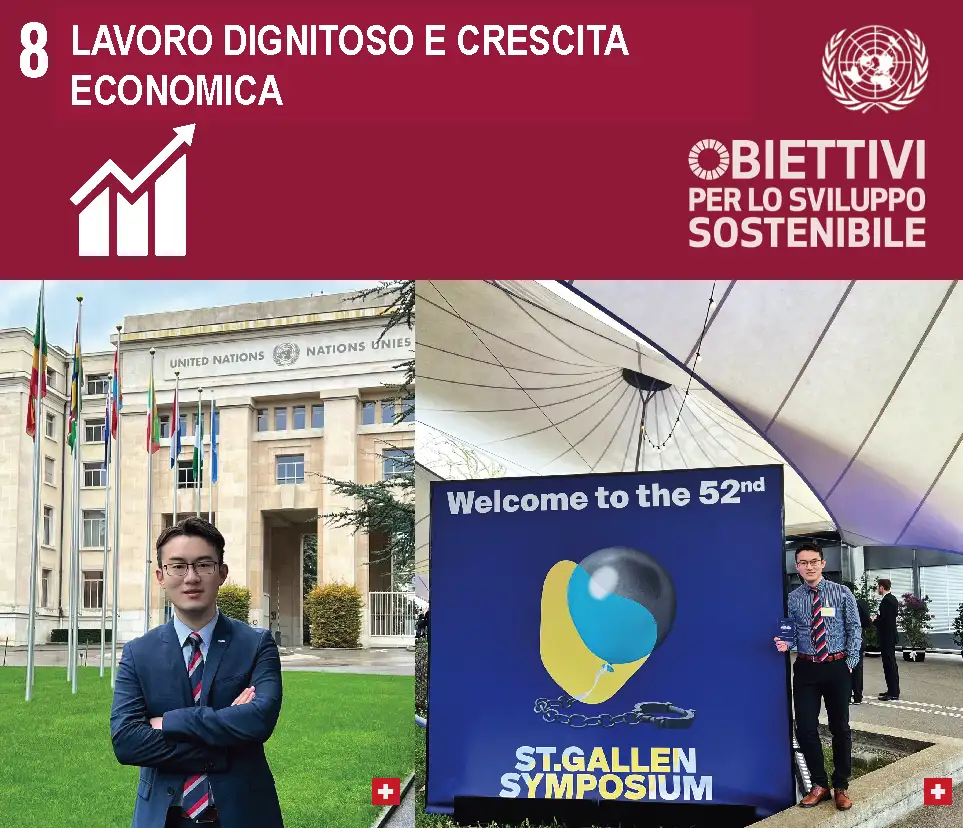 8
LAVORO DIGNITOSO E CRESCITA
ECONOMICA
OBIETTIVI
PER LO SVILUPPO
SOSTENIBILE
UNITED NATIONS NATIONS UNIES
Welcome to the 52nd
ST.GALLEN
SYMPOSIUM